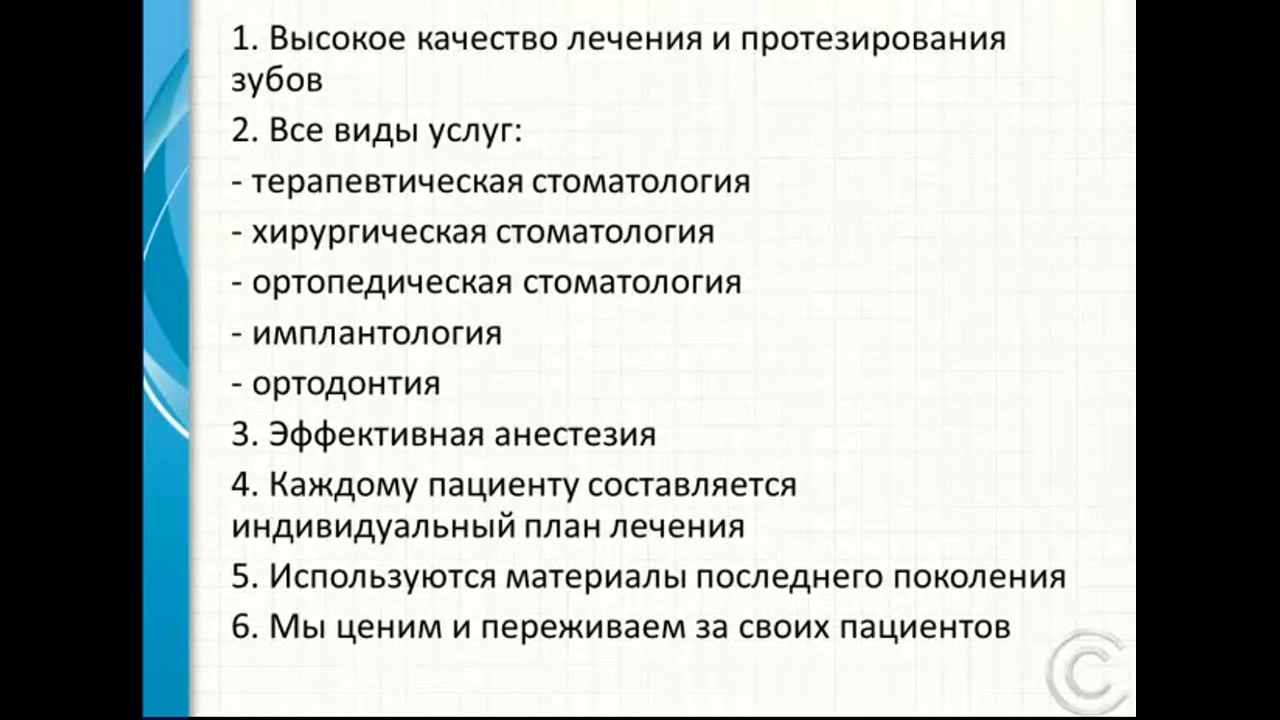 1. Высокое качество лечения и протезирования
зубов
2. Все виды услуг:
- терапевтическая стоматология
- хирургическая стоматология
- ортопедическая стоматология
- имплантология
- ортодонтия
3. Эффективная анестезия
4. Каждому пациенту составляется
индивидуальный план лечения
5. Используются материалы последнего поколения
6. Мы ценим и переживаем за своих пациентов
©